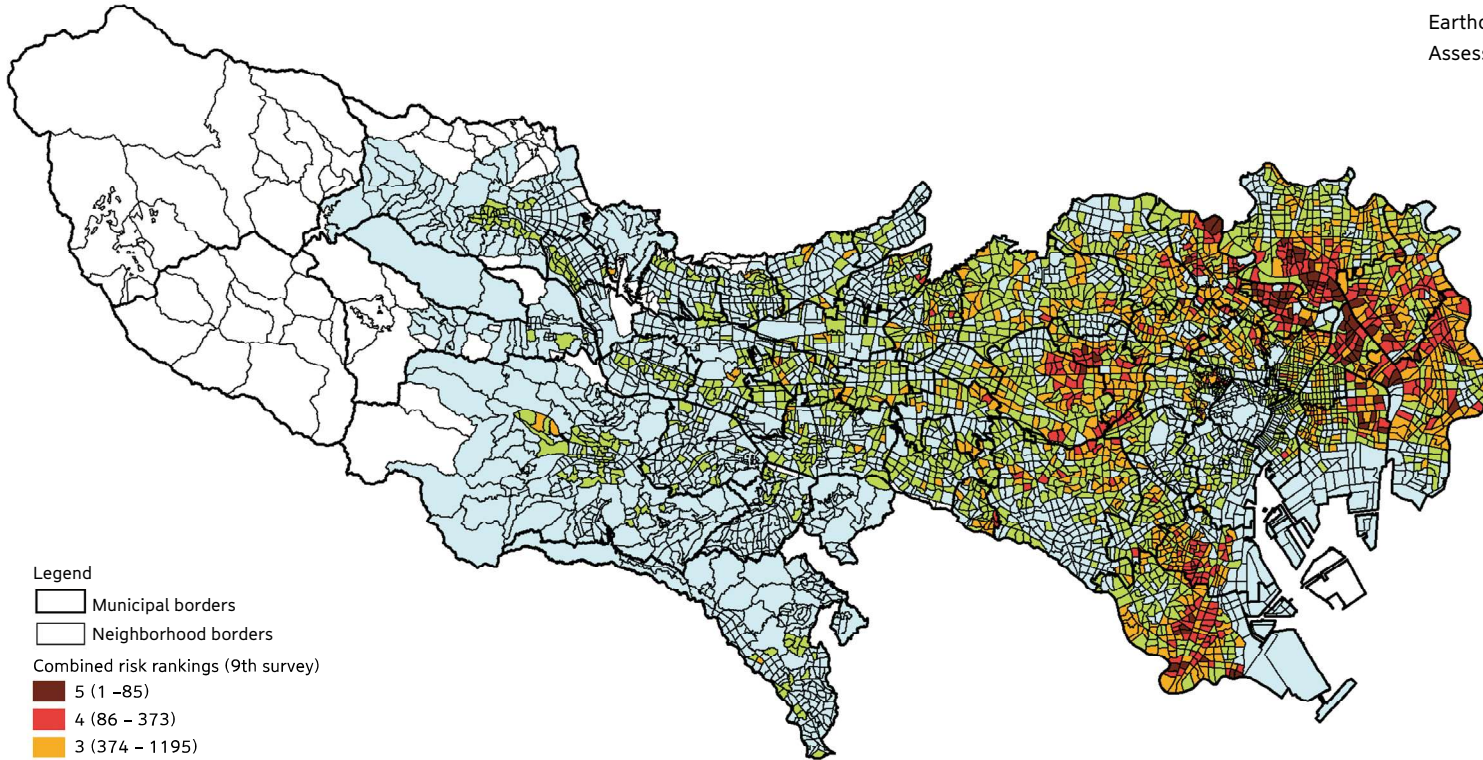 Assess
Legend
Municipal borders
Neighborhood borders
Combined risk rankings (9th survey)
5 (1 –85)
4 (86 – 373)
3 (374 – 1195)